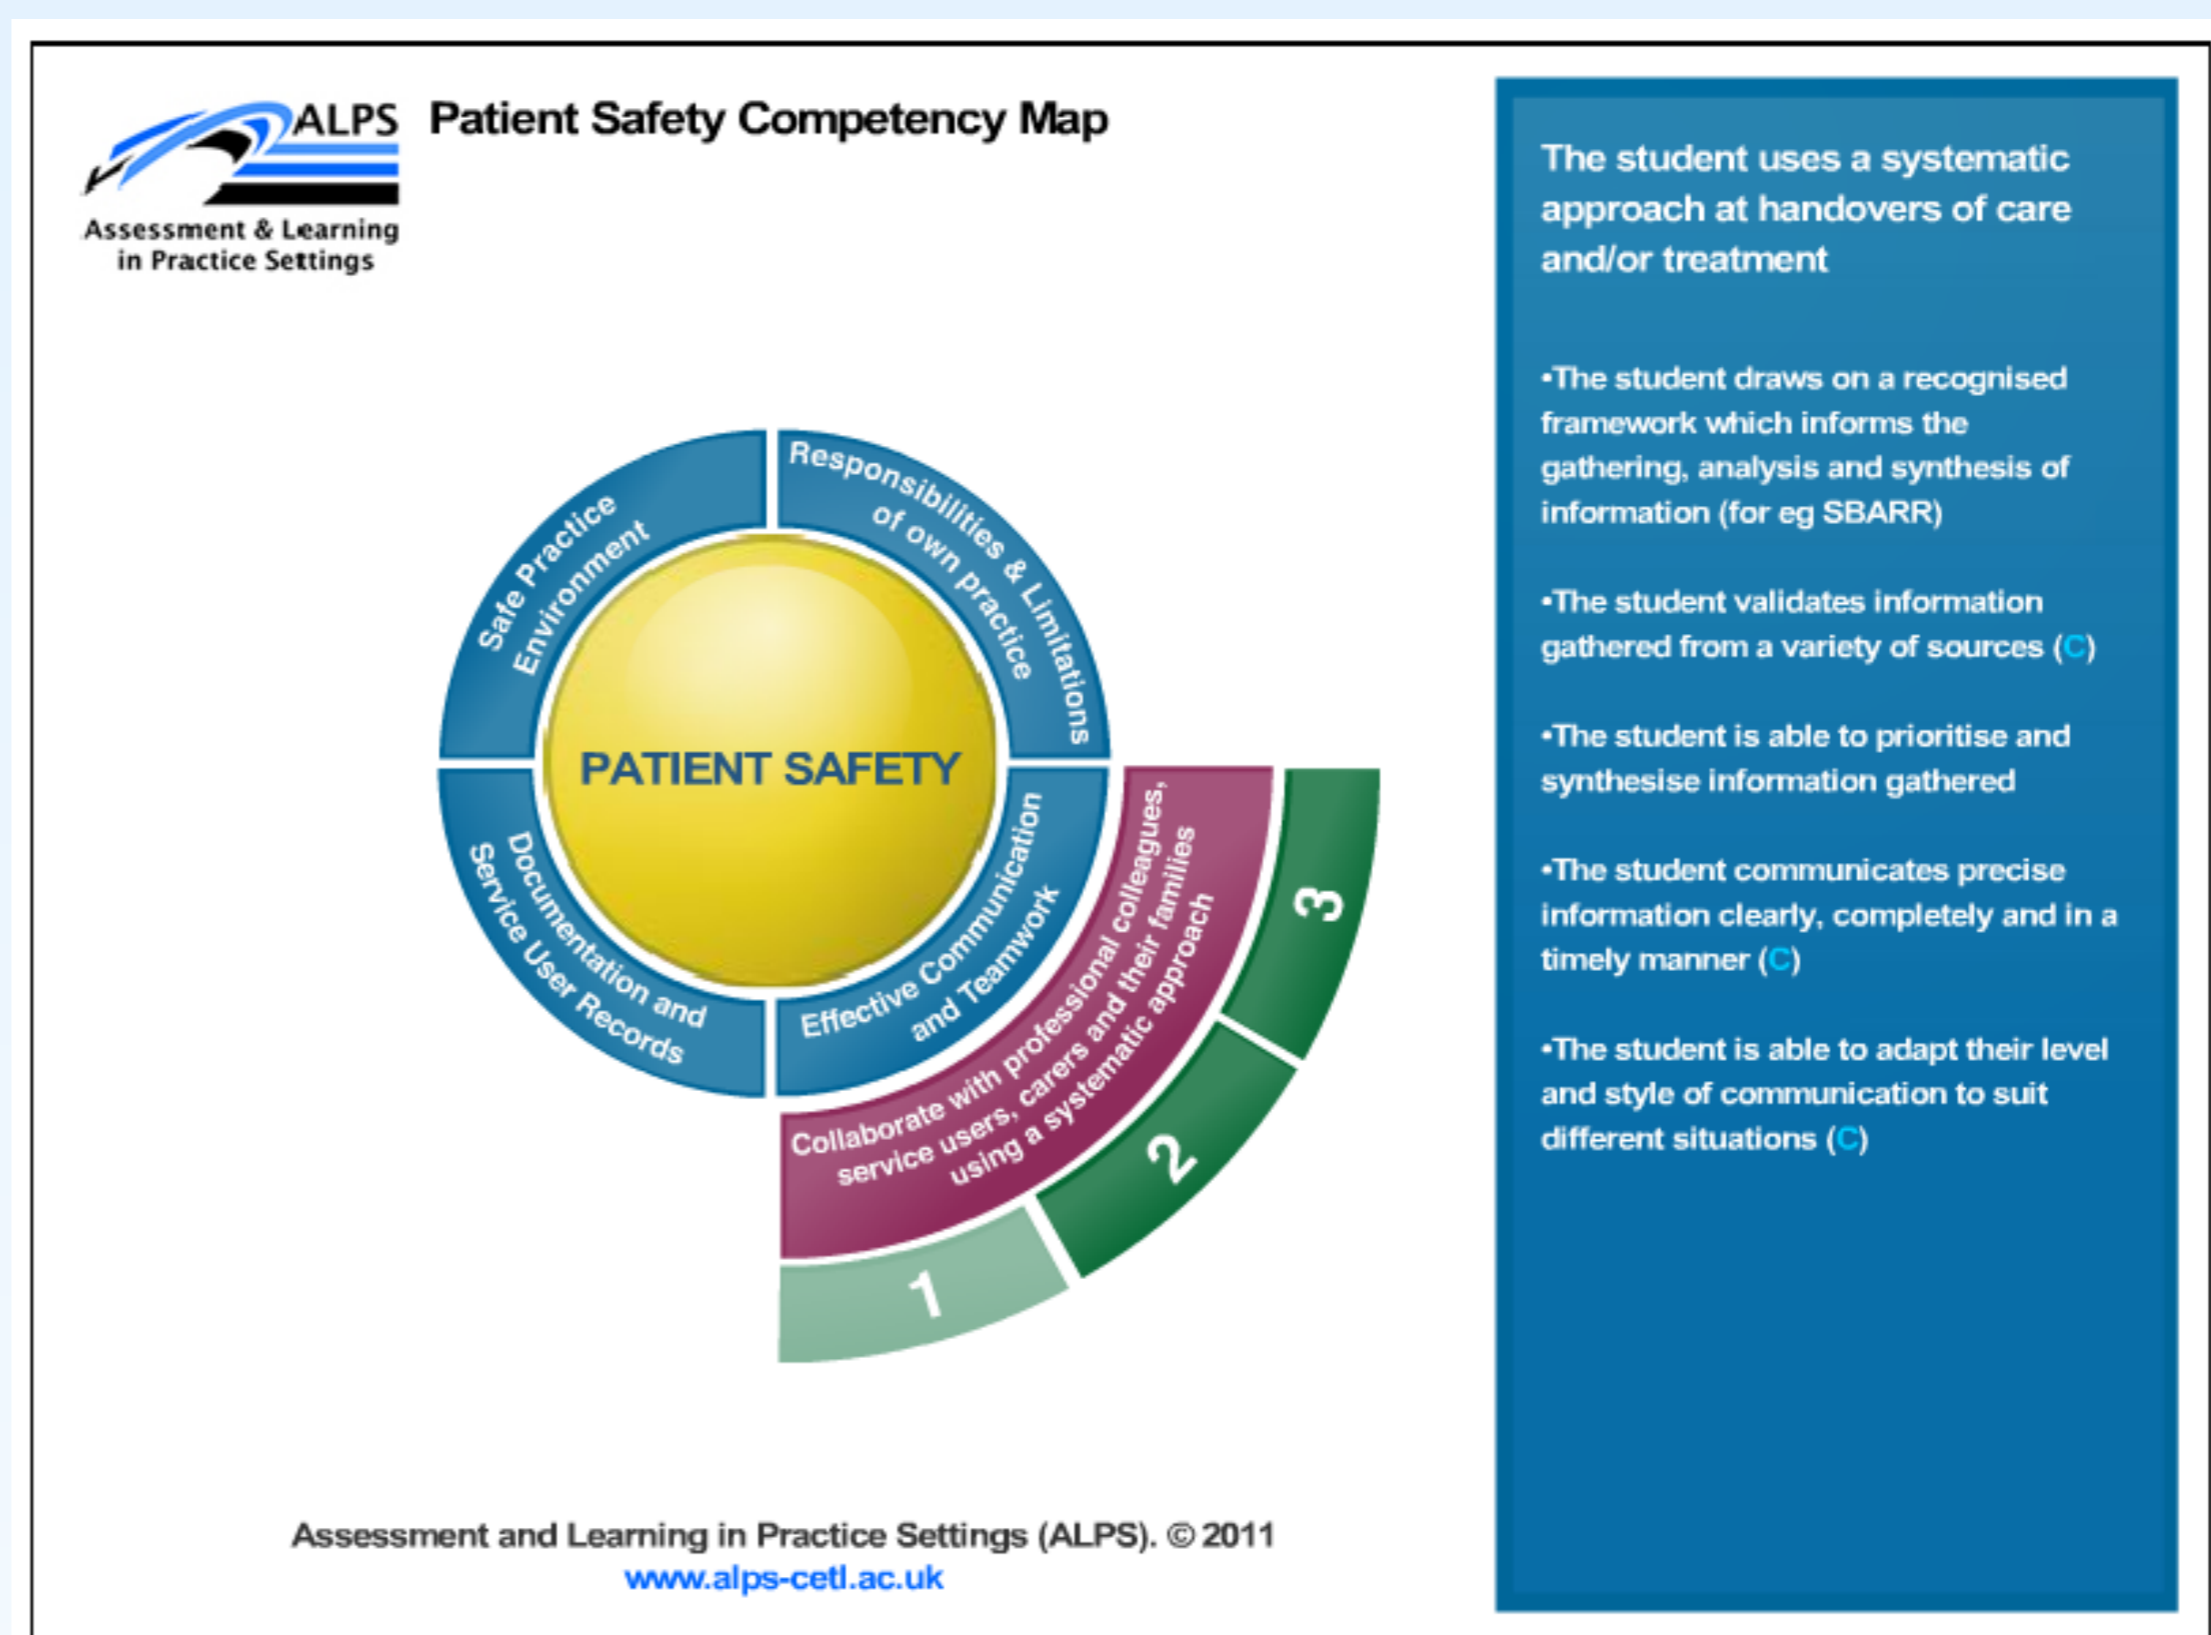 ALPS
Assessment & Learning
in Practice Settings
Patient Safety Competency Map
Safe Practice
Environment
Responsibilities & Limitations
of own practice
PATIENT SAFETY
Documentation and
Service User Records
Effective Communication
and Teamwork
Collaborate with professional colleagues,
service users, carers and their families
using a systematic approach
1
2
3
Assessment and Learning in Practice Settings (ALPS). © 2011
www.alps-cetl.ac.uk
The student uses a systematic
approach at handovers of care
and/or treatment
•The student draws on a recognised
framework which informs the
gathering, analysis and synthesis of
information (for eg SBARR)
•The student validates information
gathered from a variety of sources (C)
•The student is able to prioritise and
synthesise information gathered
•The student communicates precise
information clearly, completely and in a
timely manner (C)
•The student is able to adapt their level
and style of communication to suit
different situations (C)